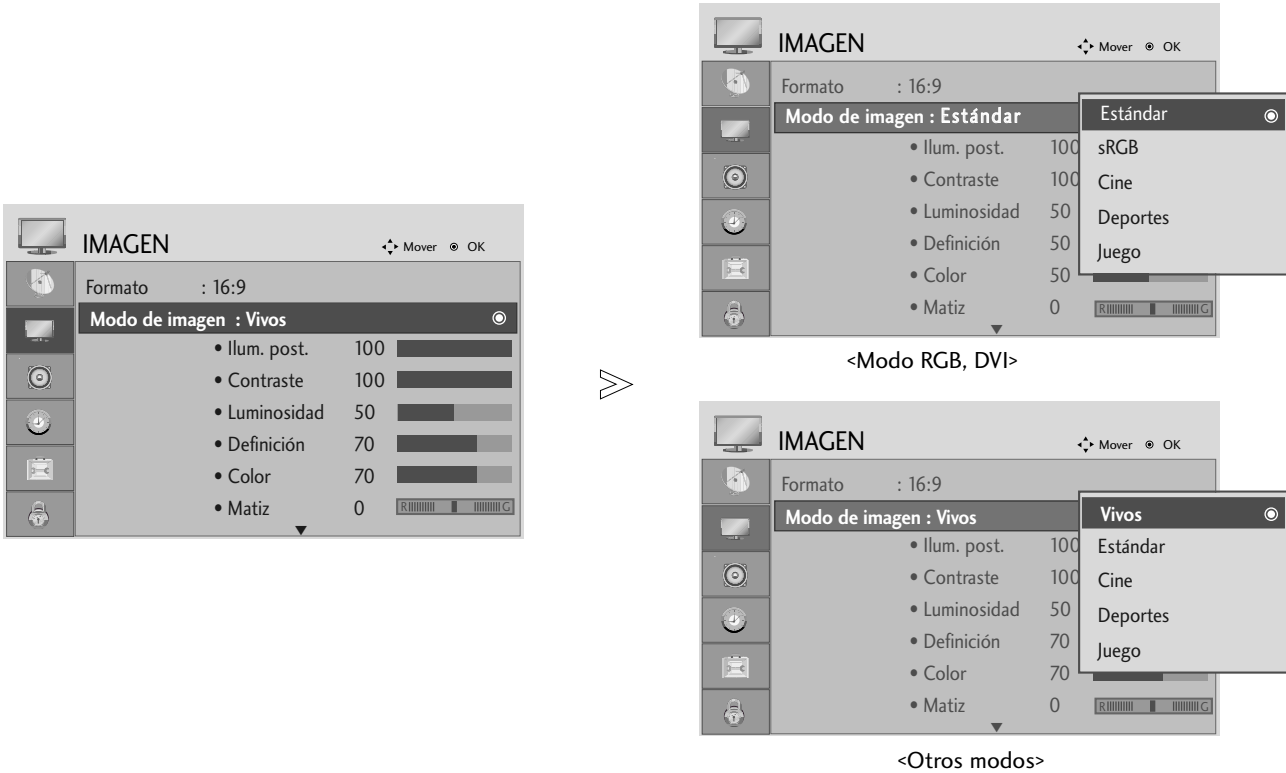 IMAGEN
Mover OK
Formato : 16:9
Modo de imagen : Vivos
• Ilum. post. 100
• Contraste 100
• Luminosidad 50
• Definición 70
• Color 70
• Matiz 0 R G
IMAGEN
Mover OK
Formato : 16:9
Modo de imagen : Estándar
• Ilum. post. 100
• Contraste 100
• Luminosidad 50
• Definición 50
• Color 50
• Matiz 0 R G
Estándar
sRGB
Cine
Deportes
Juego
<Modo RGB, DVI>
IMAGEN
Mover OK
Formato : 16:9
Modo de imagen : Vivos
• Ilum. post. 100
• Contraste 100
• Luminosidad 50
• Definición 70
• Color 70
• Matiz 0 R G
Vivos
Estándar
Cine
Deportes
Juego
<Otros modos>